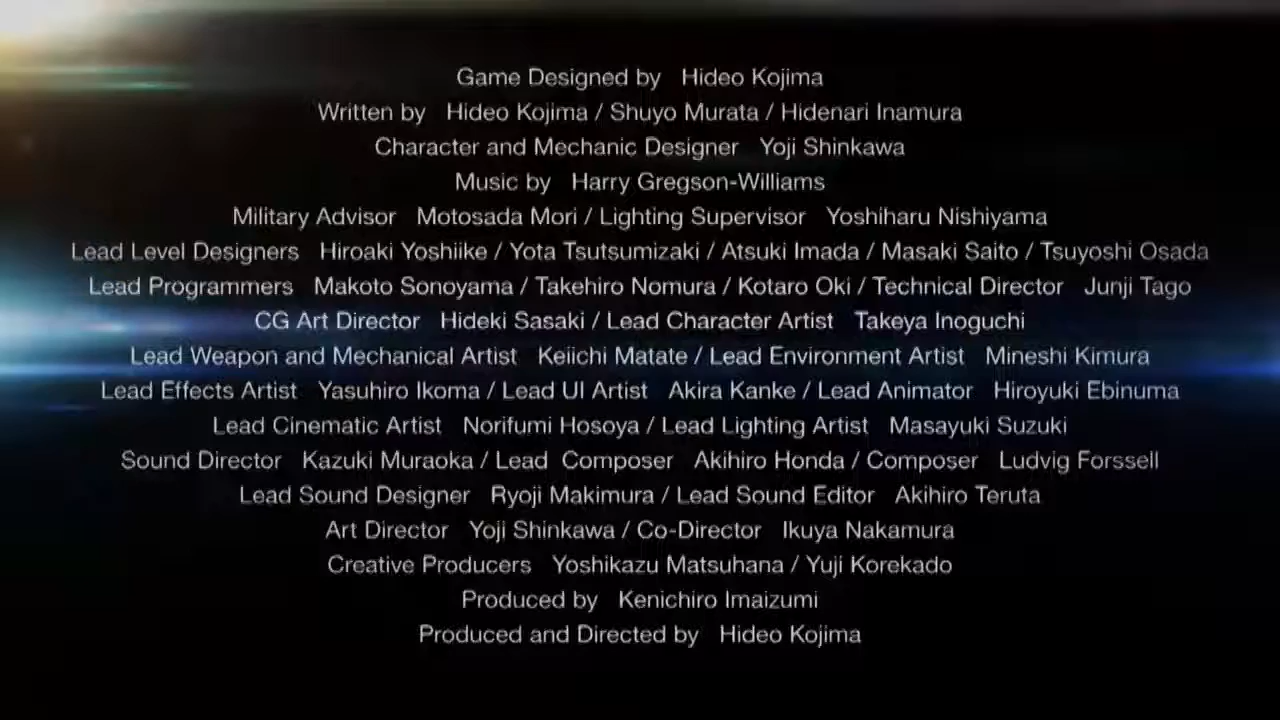 Game Designed by Hideo Kojima
Written by Hideo Kojima / Shuyo Murata / Hidenari Inamura
Character and Mechanic Designer Yoji Shinkawa
Music by Harry Gregson-Williams
Military Advisor Motosada Mori / Lighting Supervisor Yoshiharu Nishiyama
Lead Level Designers Hiroaki Yoshiike / Yota Tsutsumizaki / Atsuki Imada / Masaki Saito / Tsuyoshi Osada
Lead Programmers Makoto Sonoyama / Takehiro Nomura / Kotaro Oki / Technical Director Junji Tago
CG Art Director Hideki Sasaki / Lead Character Artist Takeya Inoguchi
Lead Weapon and Mechanical Artist Keiichi Matate / Lead Environment Artist Mineshi Kimura
Lead Effects Artist Yasuhiro Ikoma / Lead UI Artist Akira Kanke / Lead Animator Hiroyuki Ebinuma
Lead Cinematic Artist Norifumi Hosoya / Lead Lighting Artist Masayuki Suzuki
Sound Director Kazuki Muraoka / Lead Composer Akihiro Honda / Composer Ludvig Forssell
Lead Sound Designer Ryoji Makimura / Lead Sound Editor Akihiro Teruta
Art Director Yoji Shinkawa / Co-Director Ikuya Nakamura
Creative Producers Yoshikazu Matsuhana / Yuji Korekado
Produced by Kenichiro Imaizumi
Produced and Directed by Hideo Kojima